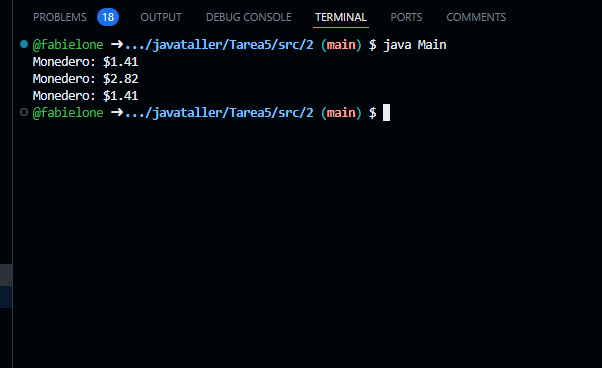 PROBLEMS 18 OUTPUT DEBUG CONSOLE TERMINAL PORTS COMMENTS
@fabielone ➜.../javataller/Tarea5/src/2 (main) $ java Main
Monedero: $1.41
Monedero: $2.82
Monedero: $1.41
@fabielone ➜.../javataller/Tarea5/src/2 (main) $